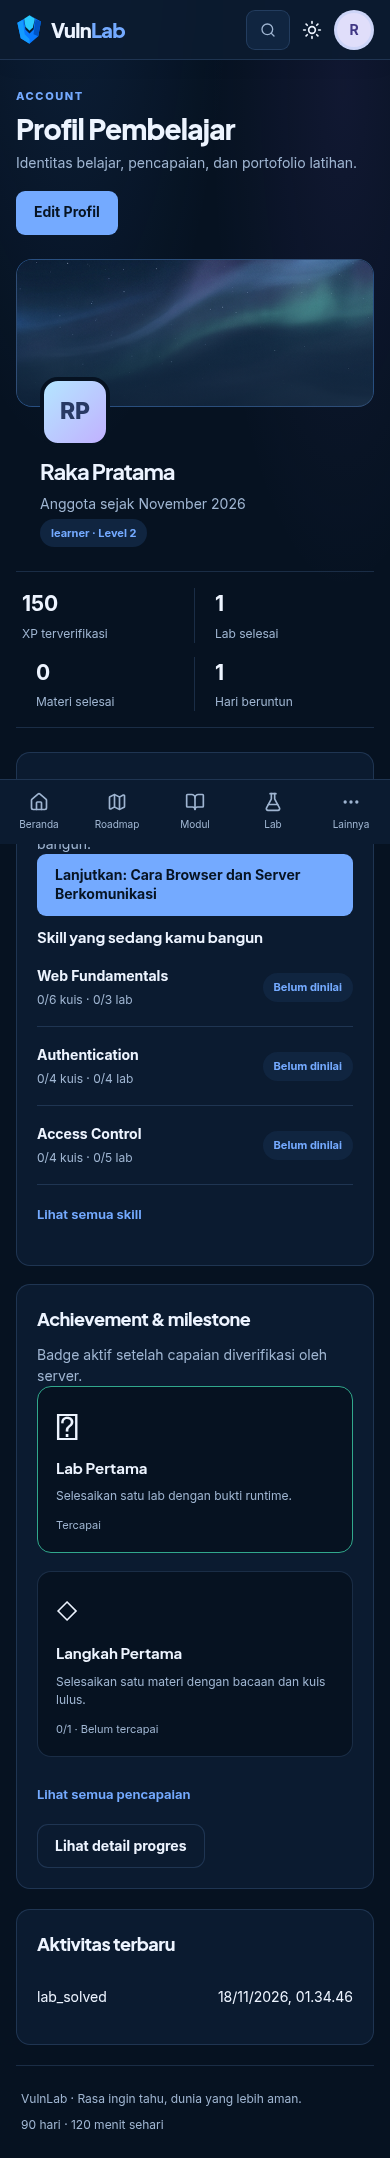 VulnLab
R
ACCOUNT
Profil Pembelajar
Identitas belajar, pencapaian, dan portofolio latihan.
Edit Profil
RP
Raka Pratama
Anggota sejak November 2026
learner · Level 2
150
XP terverifikasi
1
Lab selesai
0
Materi selesai
1
Hari beruntun
Beranda
Roadmap
Modul
Lab
Lainnya
bangun.
Lanjutkan: Cara Browser dan Server
Berkomunikasi
Skill yang sedang kamu bangun
Web Fundamentals
0/6 kuis · 0/3 lab
Belum dinilai
Authentication
0/4 kuis · 0/4 lab
Belum dinilai
Access Control
0/4 kuis · 0/5 lab
Belum dinilai
Lihat semua skill
Achievement & milestone
Badge aktif setelah capaian diverifikasi oleh
server.
Lab Pertama
Selesaikan satu lab dengan bukti runtime.
Tercapai
Langkah Pertama
Selesaikan satu materi dengan bacaan dan kuis
lulus.
0/1 · Belum tercapai
Lihat semua pencapaian
Lihat detail progres
Aktivitas terbaru
lab_solved
18/11/2026, 01.34.46
VulnLab · Rasa ingin tahu, dunia yang lebih aman.
90 hari · 120 menit sehari